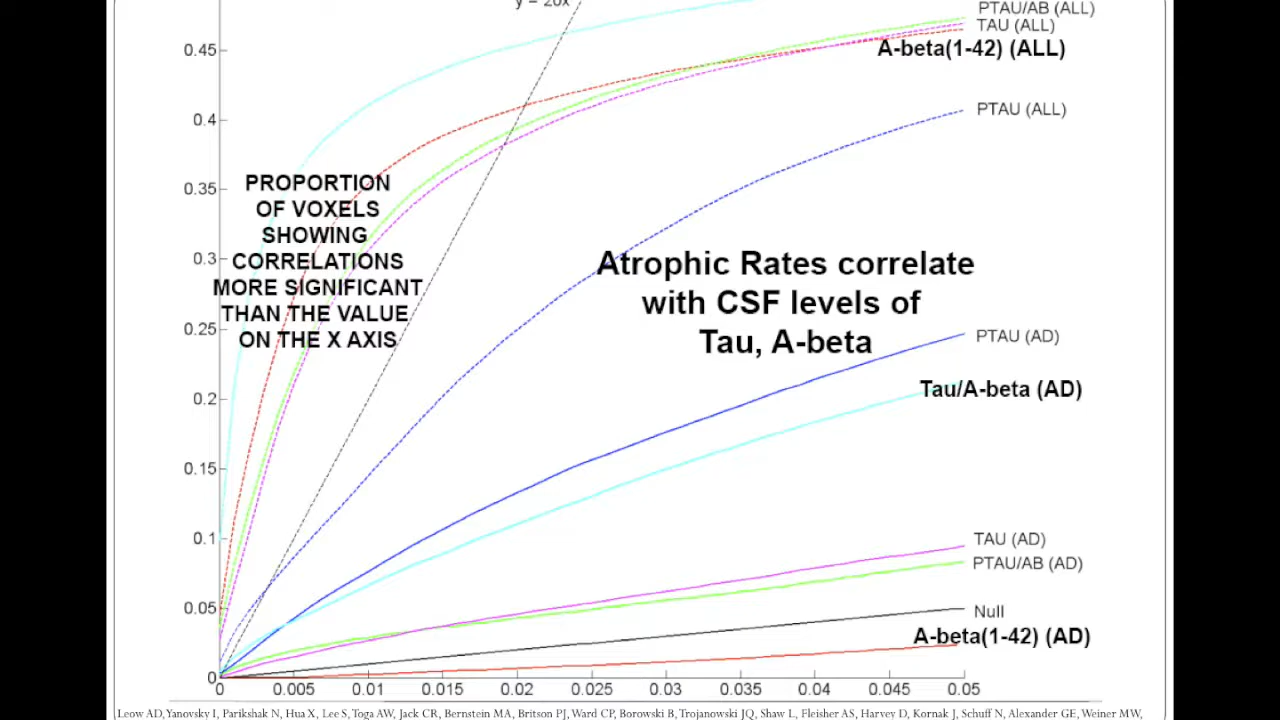 y = 20x
PTAU/AB (ALL)
TAU (ALL)
A-beta(1-42) (ALL)
PTAU (ALL)
0.45
0.4
0.35
0.3
0.25
0.2
0.15
0.1
0.05
0
PROPORTION
OF VOXELS
SHOWING
CORRELATIONS
MORE SIGNIFICANT
THAN THE VALUE
ON THE X AXIS
Atrophic Rates correlate
with CSF levels of
Tau, A-beta
PTAU (AD)
Tau/A-beta (AD)
TAU (AD)
PTAU/AB (AD)
Null
A-beta(1-42) (AD)
0 0.005 0.01 0.015 0.02 0.025 0.03 0.035 0.04 0.045 0.05
Leow AD, Yanovsky I, Parikshak N, Hua X, Lee S, Toga AW, Jack CR, Bernstein MA, Britson PJ, Ward CP, Borowski B, Trojanowski JQ, Shaw L, Fleisher AS, Harvey D, Kornak J, Schuff N, Alexander GE, Weiner MW,